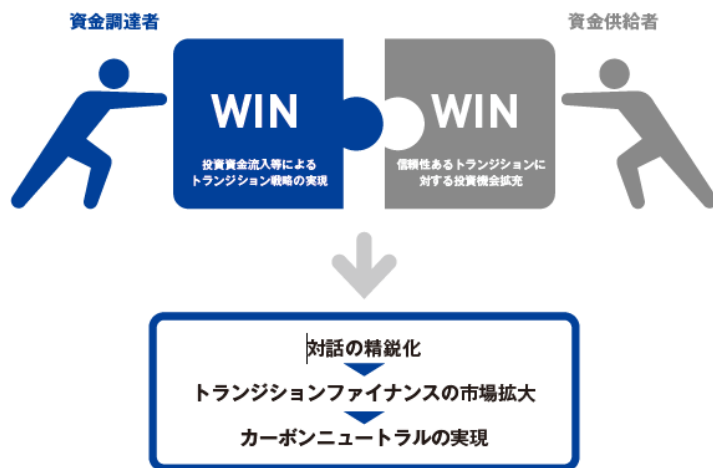 資金調達者
資金供給者
WIN
投資資金流入等による
トランジション戦略の実現
WIN
信頼性あるトランジションに
対する投資機会拡充
対話の精鋭化
トランジションファイナンスの市場拡大
カーボンニュートラルの実現